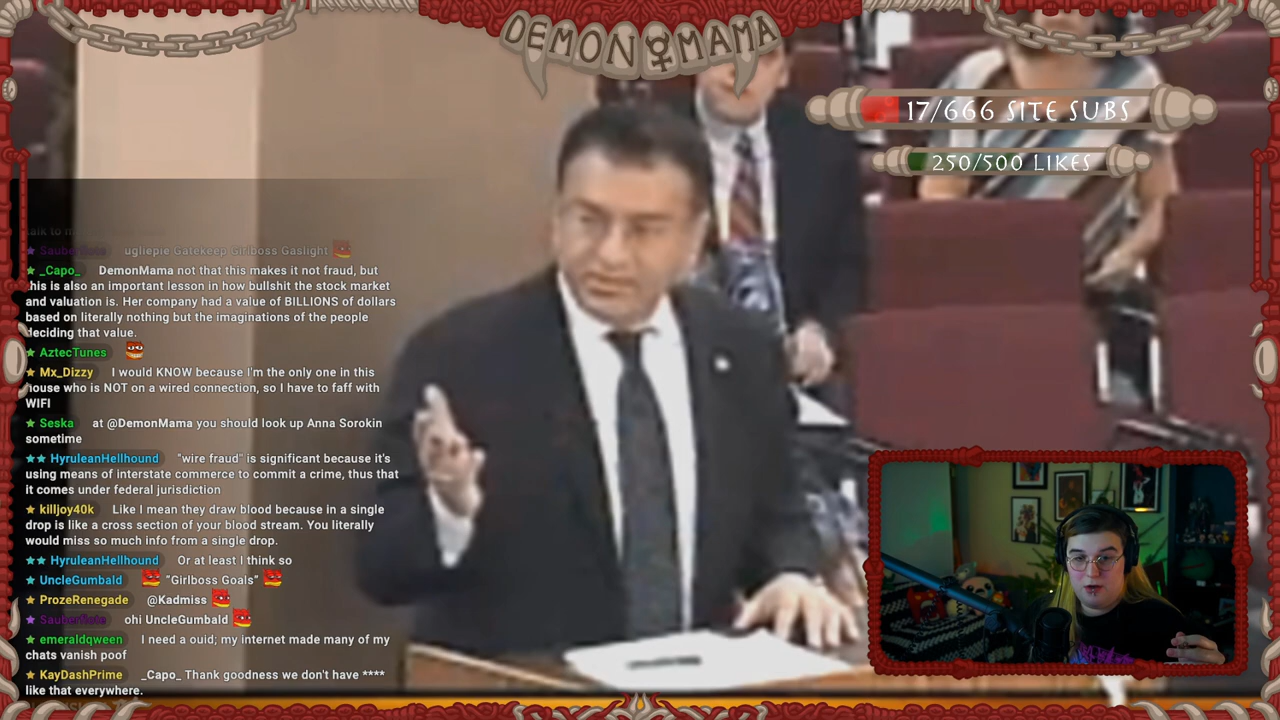 DEMON MAMA
17/666 SITE SUBS
250/500 LIKES
talk to m
Sauberflote ugliepie Gatekeep Girlboss Gaslight
_Capo_ DemonMama not that this makes it not fraud, but
this is also an important lesson in how bullshit the stock market
and valuation is. Her company had a value of BILLIONS of dollars
based on literally nothing but the imaginations of the people
deciding that value.
AztecTunes
Mx_Dizzy I would KNOW because I'm the only one in this
house who is NOT on a wired connection, so I have to faff with
WIFI
Seska at @DemonMama you should look up Anna Sorokin
sometime
HyruleanHellhound "wire fraud" is significant because it's
using means of interstate commerce to commit a crime, thus that
it comes under federal jurisdiction
killjoy40k Like I mean they draw blood because in a single
drop is like a cross section of your blood stream. You literally
would miss so much info from a single drop.
HyruleanHellhound Or at least I think so
UncleGumbald "Girlboss Goals"
ProzeRenegade @Kadmiss
Sauberflote ohi UncleGumbald
emeraldqween I need a ouid; my internet made many of my
chats vanish poof
KayDashPrime _Capo_ Thank goodness we don't have ****
like that everywhere.